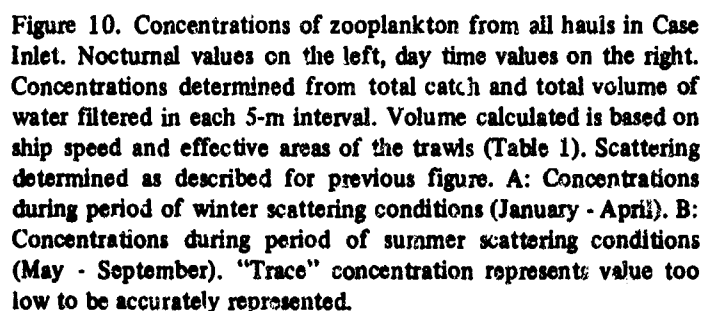 Figure 10. Concentrations of zooplankton from all hauls in Case
Inlet. Nocturnal values on the left, day time values on the right.
Concentrations determined from total catch and total volume of
water filtered in each 5-m interval. Volume calculated is based on
ship speed and effective areas of the trawls (Table 1). Scattering
determined as described for previous figure. A: Concentrations
during period of winter scattering conditions (January - April). B:
Concentrations during period of summer scattering conditions
(May - September). "Trace" concentration represents value too
low to be accurately represented.